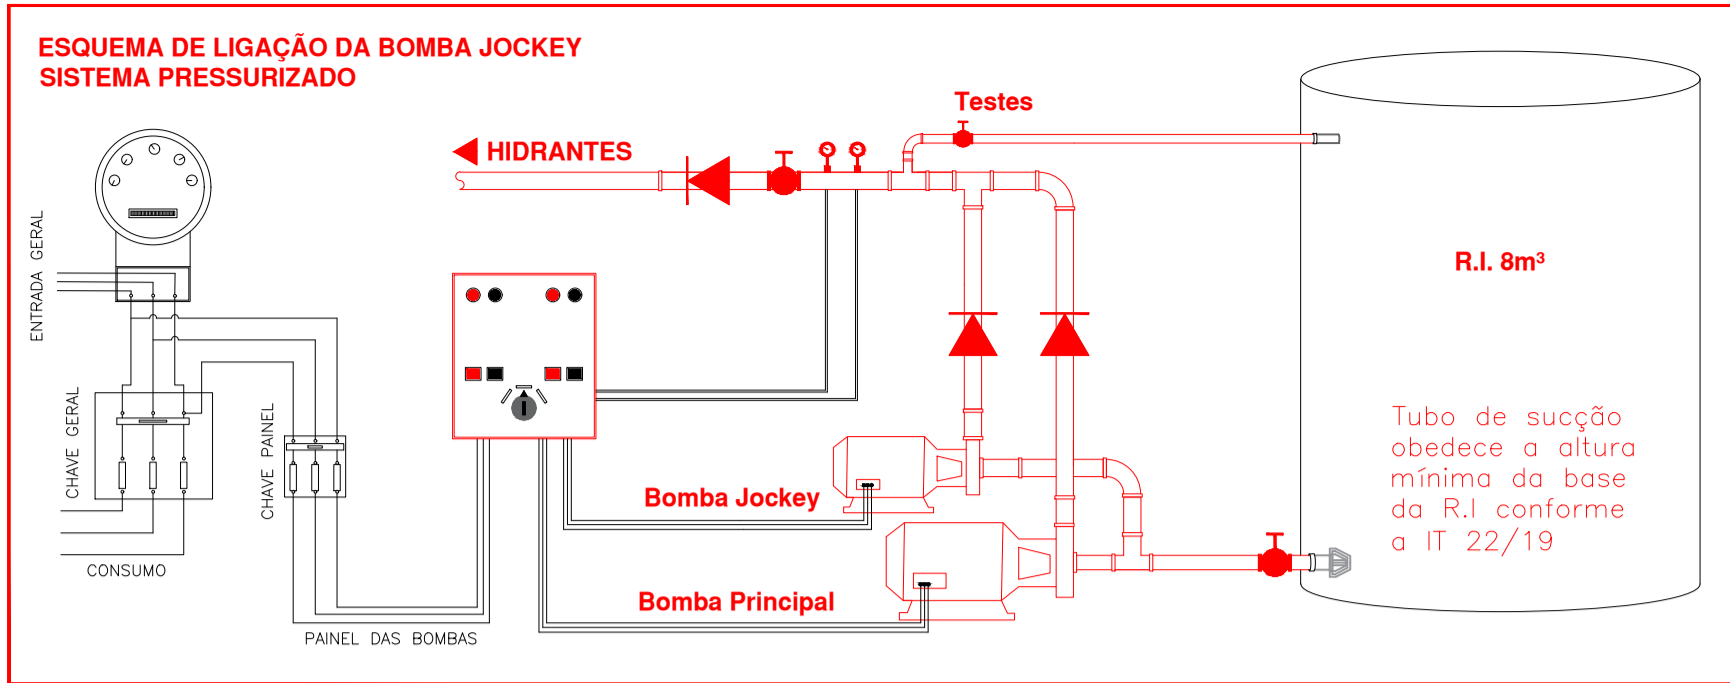 ESQUEMA DE LIGAÇÃO DA BOMBA JOCKEY
SISTEMA PRESSURIZADO
Testes
HIDRANTES
ENTRADA GERAL
R.I. 8m³
CHAVE GERAL
CHAVE PAINEL
Tubo de sucção
obedece a altura
mínima da base
da R.I conforme
a IT 22/19
Bomba Jockey
CONSUMO
Bomba Principal
PAINEL DAS BOMBAS